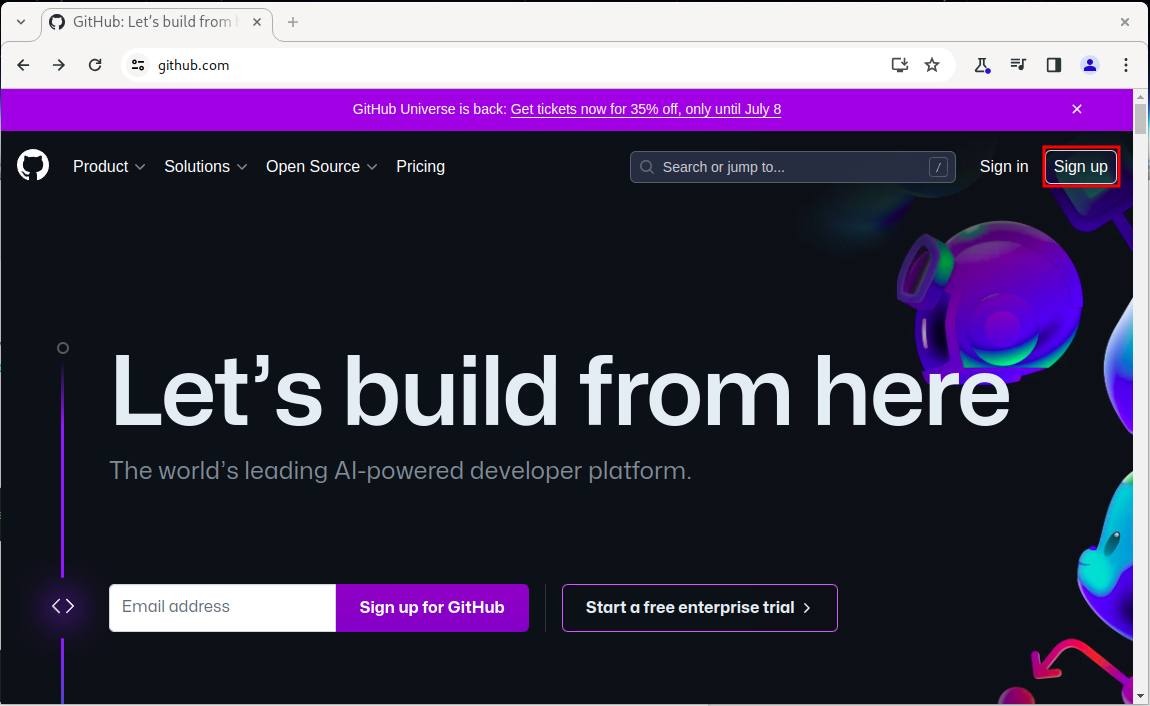 GitHub: Let's build from
github.com
GitHub Universe is back: Get tickets now for 35% off, only until July 8
Product Solutions Open Source Pricing Search or jump to... / Sign in Sign up
Let's build from here
The world's leading AI-powered developer platform.
Email address Sign up for GitHub Start a free enterprise trial